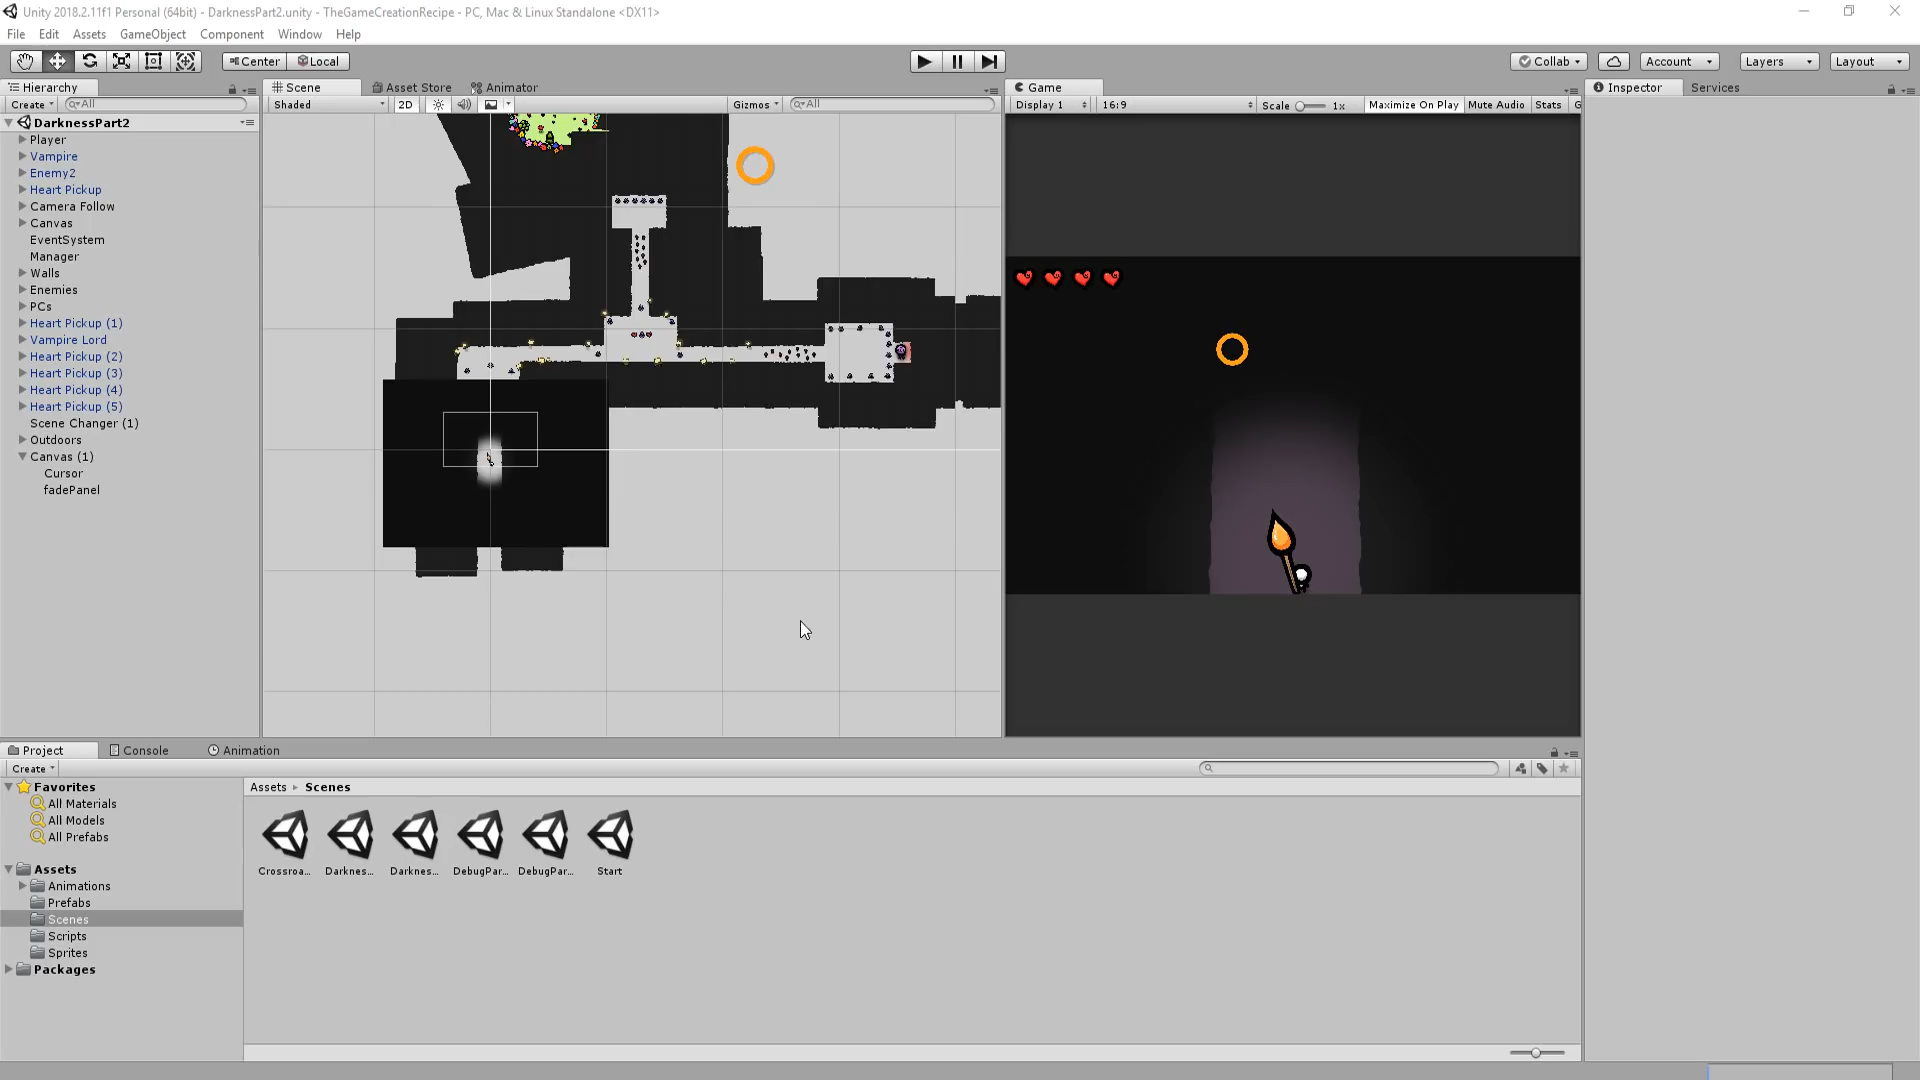 Unity 2018.2.11f1 Personal (64bit) - DarknessPart2.unity - TheGameCreationRecipe - PC, Mac & Linux Standalone <DX11>
File Edit Assets GameObject Component Window Help
Center Local Collab Account Layers Layout
Hierarchy
Create All
DarknessPart2
Player
Vampire
Enemy2
Heart Pickup
Camera Follow
Canvas
EventSystem
Manager
Walls
Enemies
PCs
Heart Pickup (1)
Vampire Lord
Heart Pickup (2)
Heart Pickup (3)
Heart Pickup (4)
Heart Pickup (5)
Scene Changer (1)
Outdoors
Canvas (1)
Cursor
fadePanel
Scene Asset Store Animator
Shaded 2D Gizmos All
Game
Display 1 16:9 Scale 1x Maximize On Play Mute Audio Stats G
Inspector Services
Project Console Animation
Create
Favorites
All Materials
All Models
All Prefabs
Assets
Animations
Prefabs
Scenes
Scripts
Sprites
Packages
Assets Scenes
Crossroa... Darknes... Darknes... DebugPar... DebugPar... Start